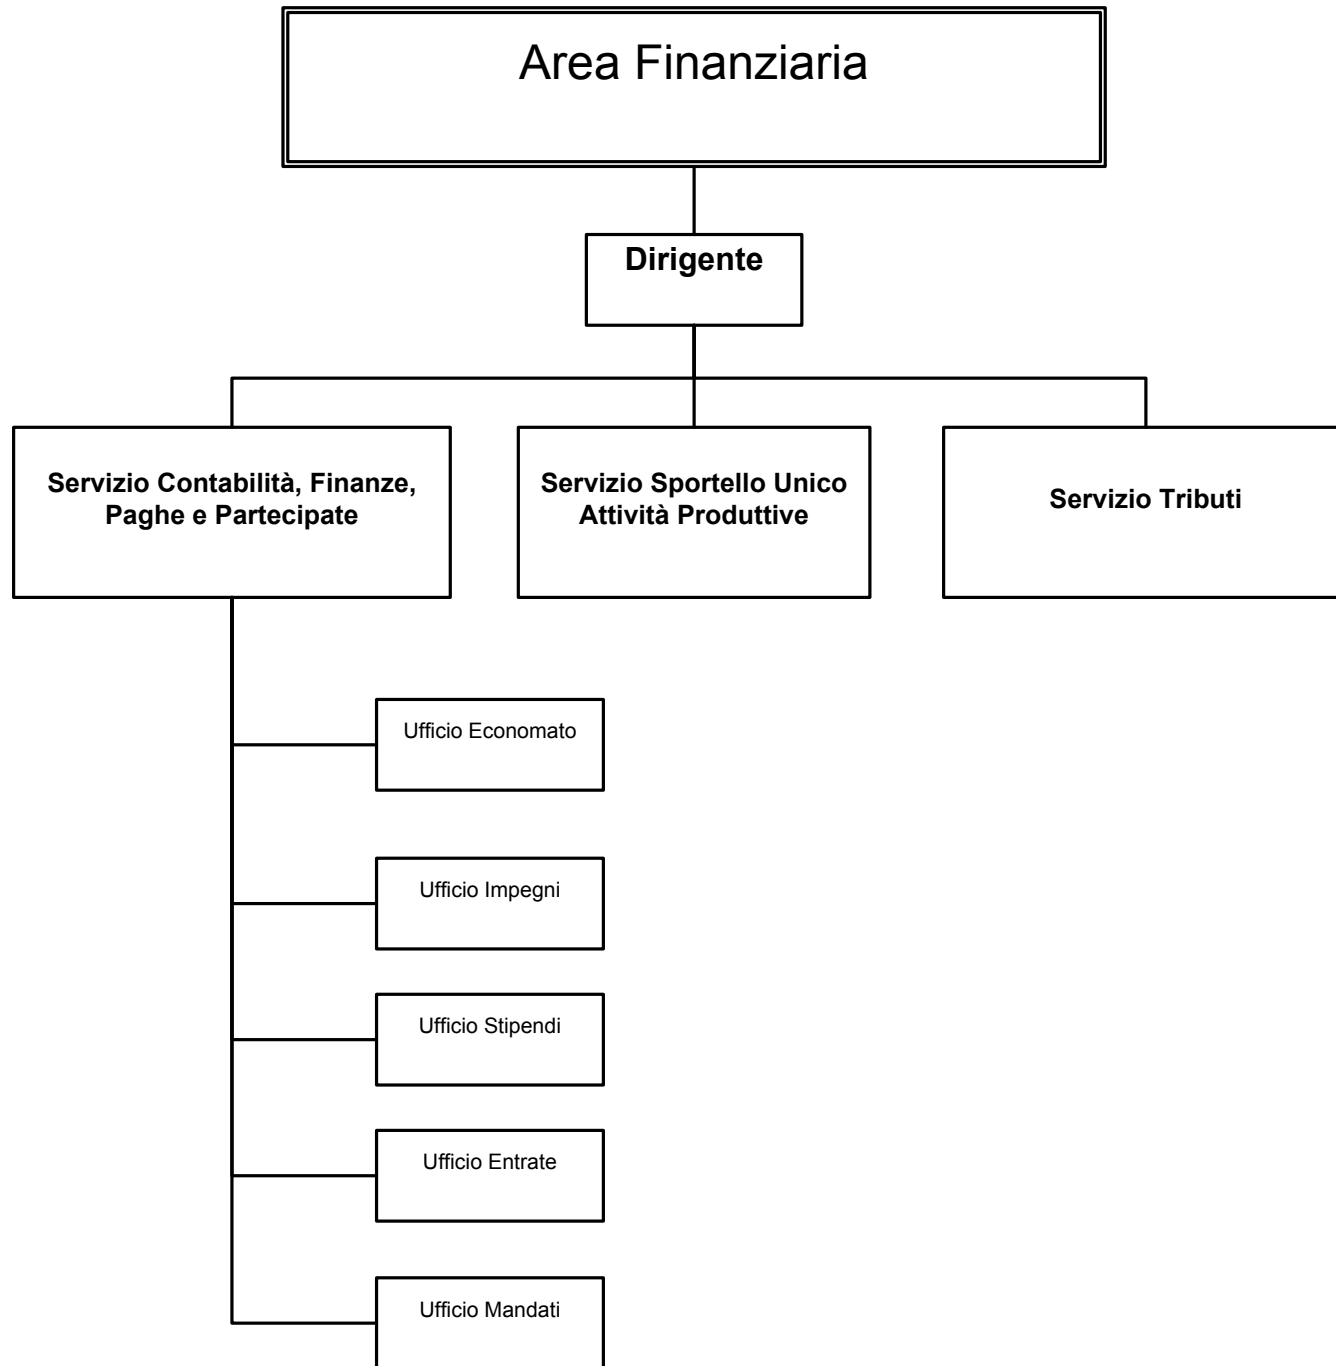 Area Finanziaria
Dirigente
Servizio Contabilità, Finanze,
Paghe e Partecipate
Servizio Sportello Unico
Attività Produttive
Servizio Tributi
Ufficio Economato
Ufficio Impegni
Ufficio Stipendi
Ufficio Entrate
Ufficio Mandati